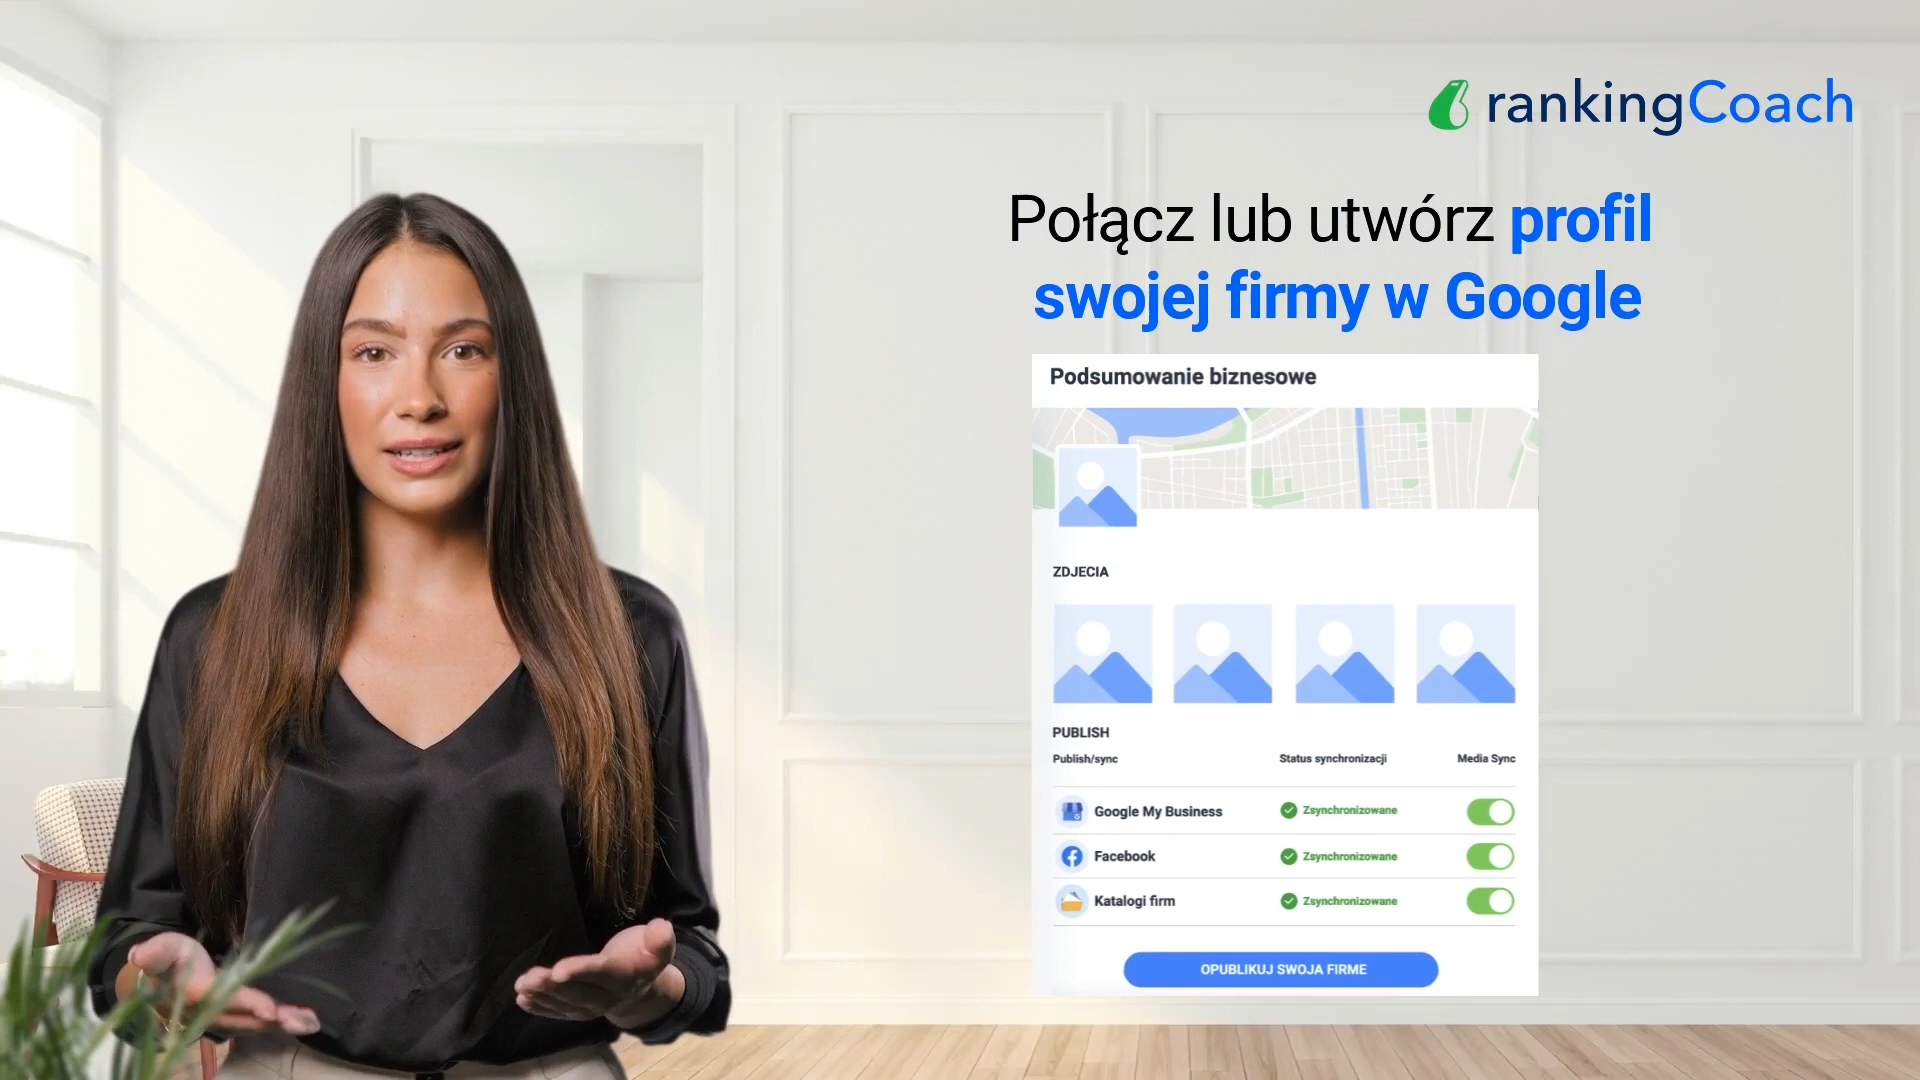 rankingCoach
Połącz lub utwórz profil
swojej firmy w Google
Podsumowanie biznesowe
ZDJECIA
PUBLISH
Publish/sync Status synchronizacji Media Sync
Google My Business Zsynchronizowane
Facebook Zsynchronizowane
Katalogi firm Zsynchronizowane
OPUBLIKUJ SWOJA FIRME